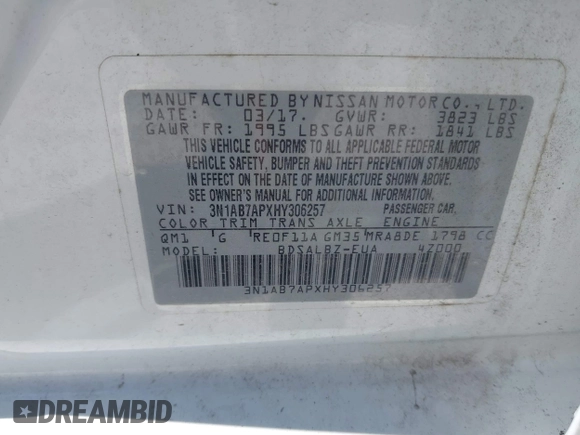 MANUFACTURED BY NISSAN MOTOR CO., LTD.
DATE: 03/17. GVWR: 3823 LBS
GAWR FR: 1995 LBS GAWR RR: 1841 LBS
THIS VEHICLE CONFORMS TO ALL APPLICABLE FEDERAL MOTOR
VEHICLE SAFETY, BUMPER AND THEFT PREVENTION STANDARDS
IN EFFECT ON THE DATE OF MANUFACTURE SHOWN ABOVE.
SEE OWNER'S MANUAL FOR ADDITIONAL INFORMATION.
VIN: 3N1AB7APXHY306257 PASSENGER CAR.
COLOR TRIM TRANS AXLE ENGINE
QM1 G RE0F11A GM35 MRA8DE 1798 CC
MODEL: BDSALBZ-EUA 4Z000
3N1AB7APXHY306257
DREAMBID